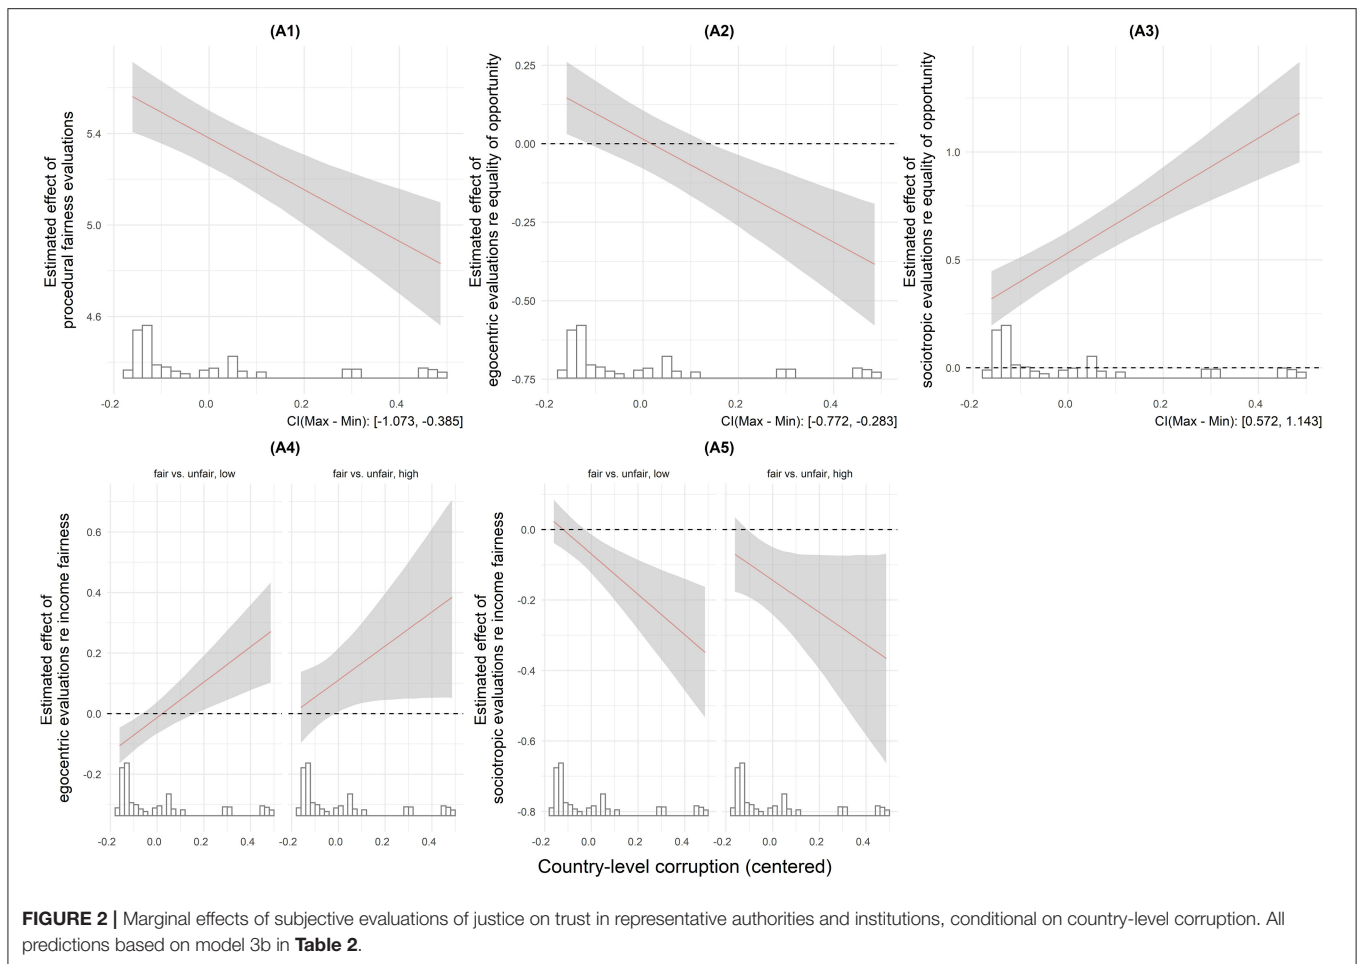 (A1)
(A2)
(A3)
Estimated effect of
procedural fairness evaluations
5.4
5.0
4.6
-0.2
0.0
0.2
0.4
CI(Max - Min): [-1.073, -0.385]
Estimated effect of
egocentric evaluations re equality of opportunity
0.25
0.00
-0.25
-0.50
-0.75
-0.2
0.0
0.2
0.4
CI(Max - Min): [-0.772, -0.283]
Estimated effect of
sociotropic evaluations re equality of opportunity
1.0
0.5
0.0
-0.2
0.0
0.2
0.4
CI(Max - Min): [0.572, 1.143]
(A4)
(A5)
fair vs. unfair, low
fair vs. unfair, high
Estimated effect of
egocentric evaluations re income fairness
0.6
0.4
0.2
0.0
-0.2
-0.2
0.0
0.2
0.4
-0.2
0.0
0.2
0.4
fair vs. unfair, low
fair vs. unfair, high
Estimated effect of
sociotropic evaluations re income fairness
0.0
-0.2
-0.4
-0.6
-0.8
-0.2
0.0
0.2
0.4
-0.2
0.0
0.2
0.4
Country-level corruption (centered)
FIGURE 2 | Marginal effects of subjective evaluations of justice on trust in representative authorities and institutions, conditional on country-level corruption. All
predictions based on model 3b in Table 2.